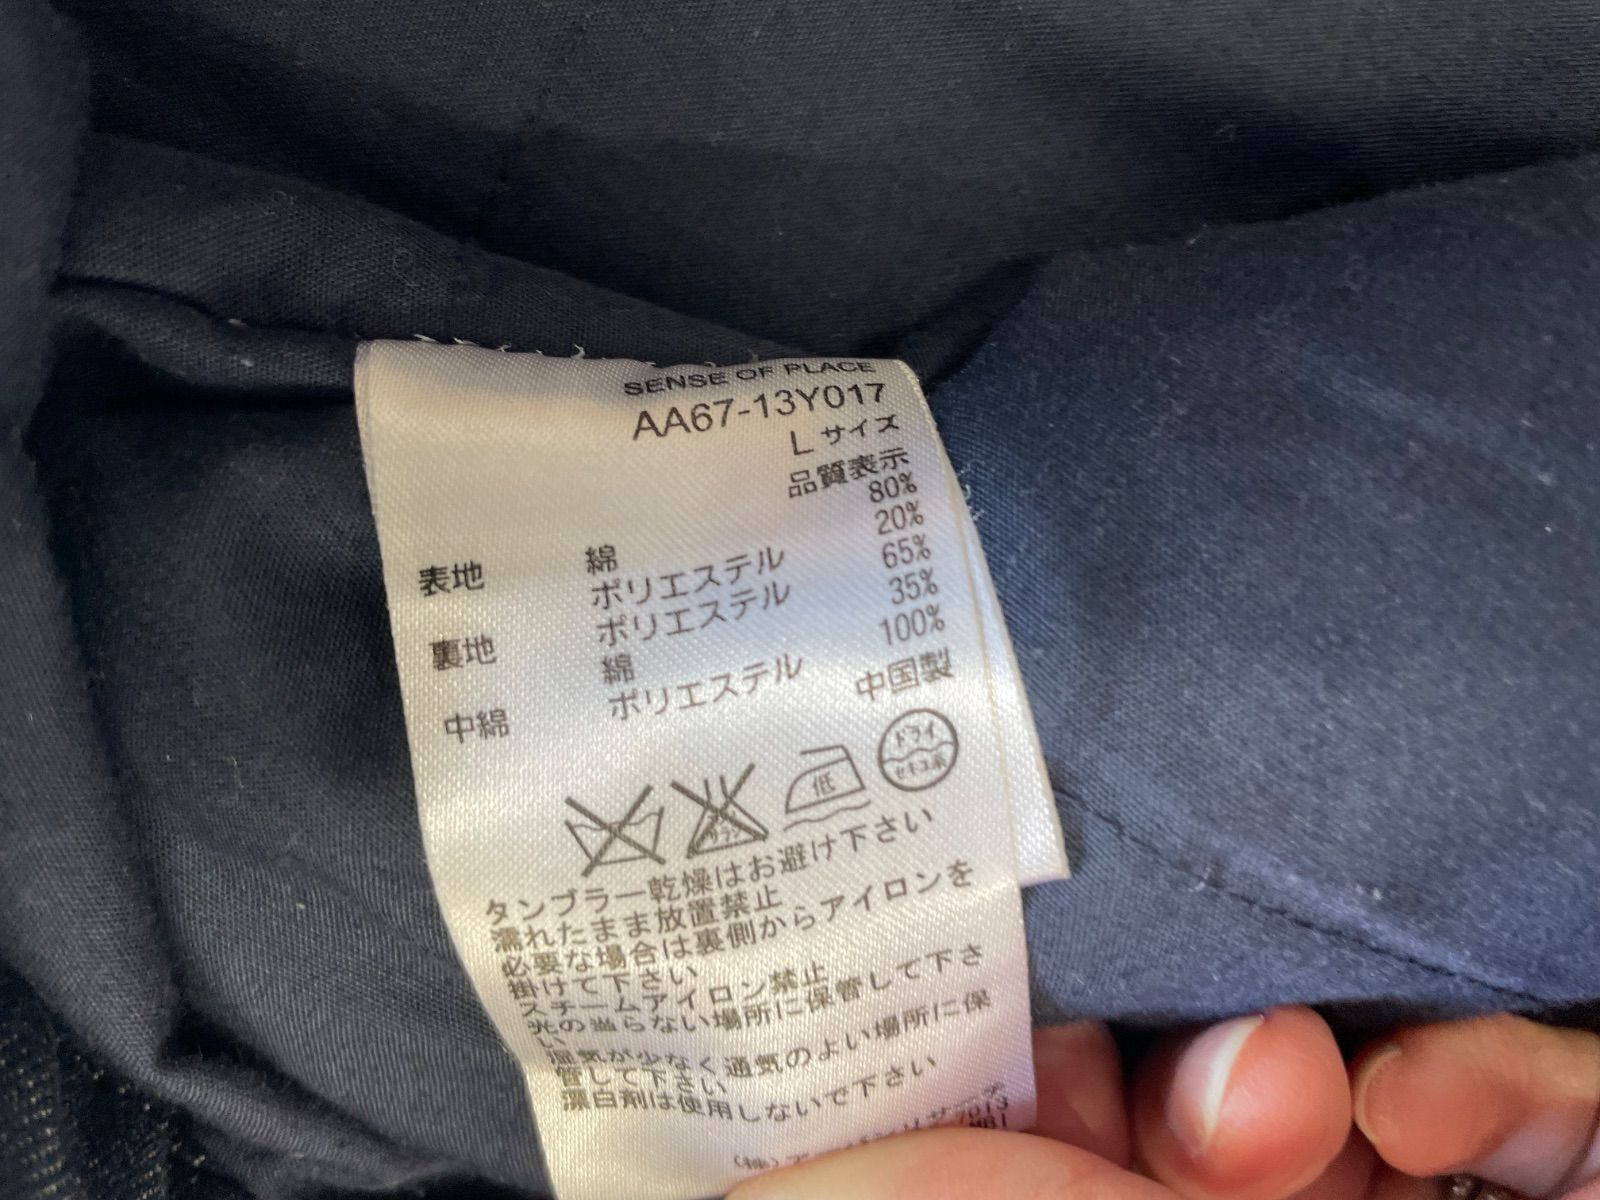 SENSE OF PLACE
AA67-13Y017
L サイズ
品質表示
表地 綿 80%
ポリエステル 20%
裏地 ポリエステル 65%
綿 35%
中綿 ポリエステル 100%
中国製
低
ドライ
セキユ系
タンブラー乾燥はお避け下さい
濡れたまま放置禁止
必要な場合は裏側からアイロンを
掛けて下さい
スチームアイロン禁止
光の当らない場所に保管して下さ
い
湿気が少なく通気のよい場所に保
管して下さい
漂白剤は使用しないで下さい
(株)